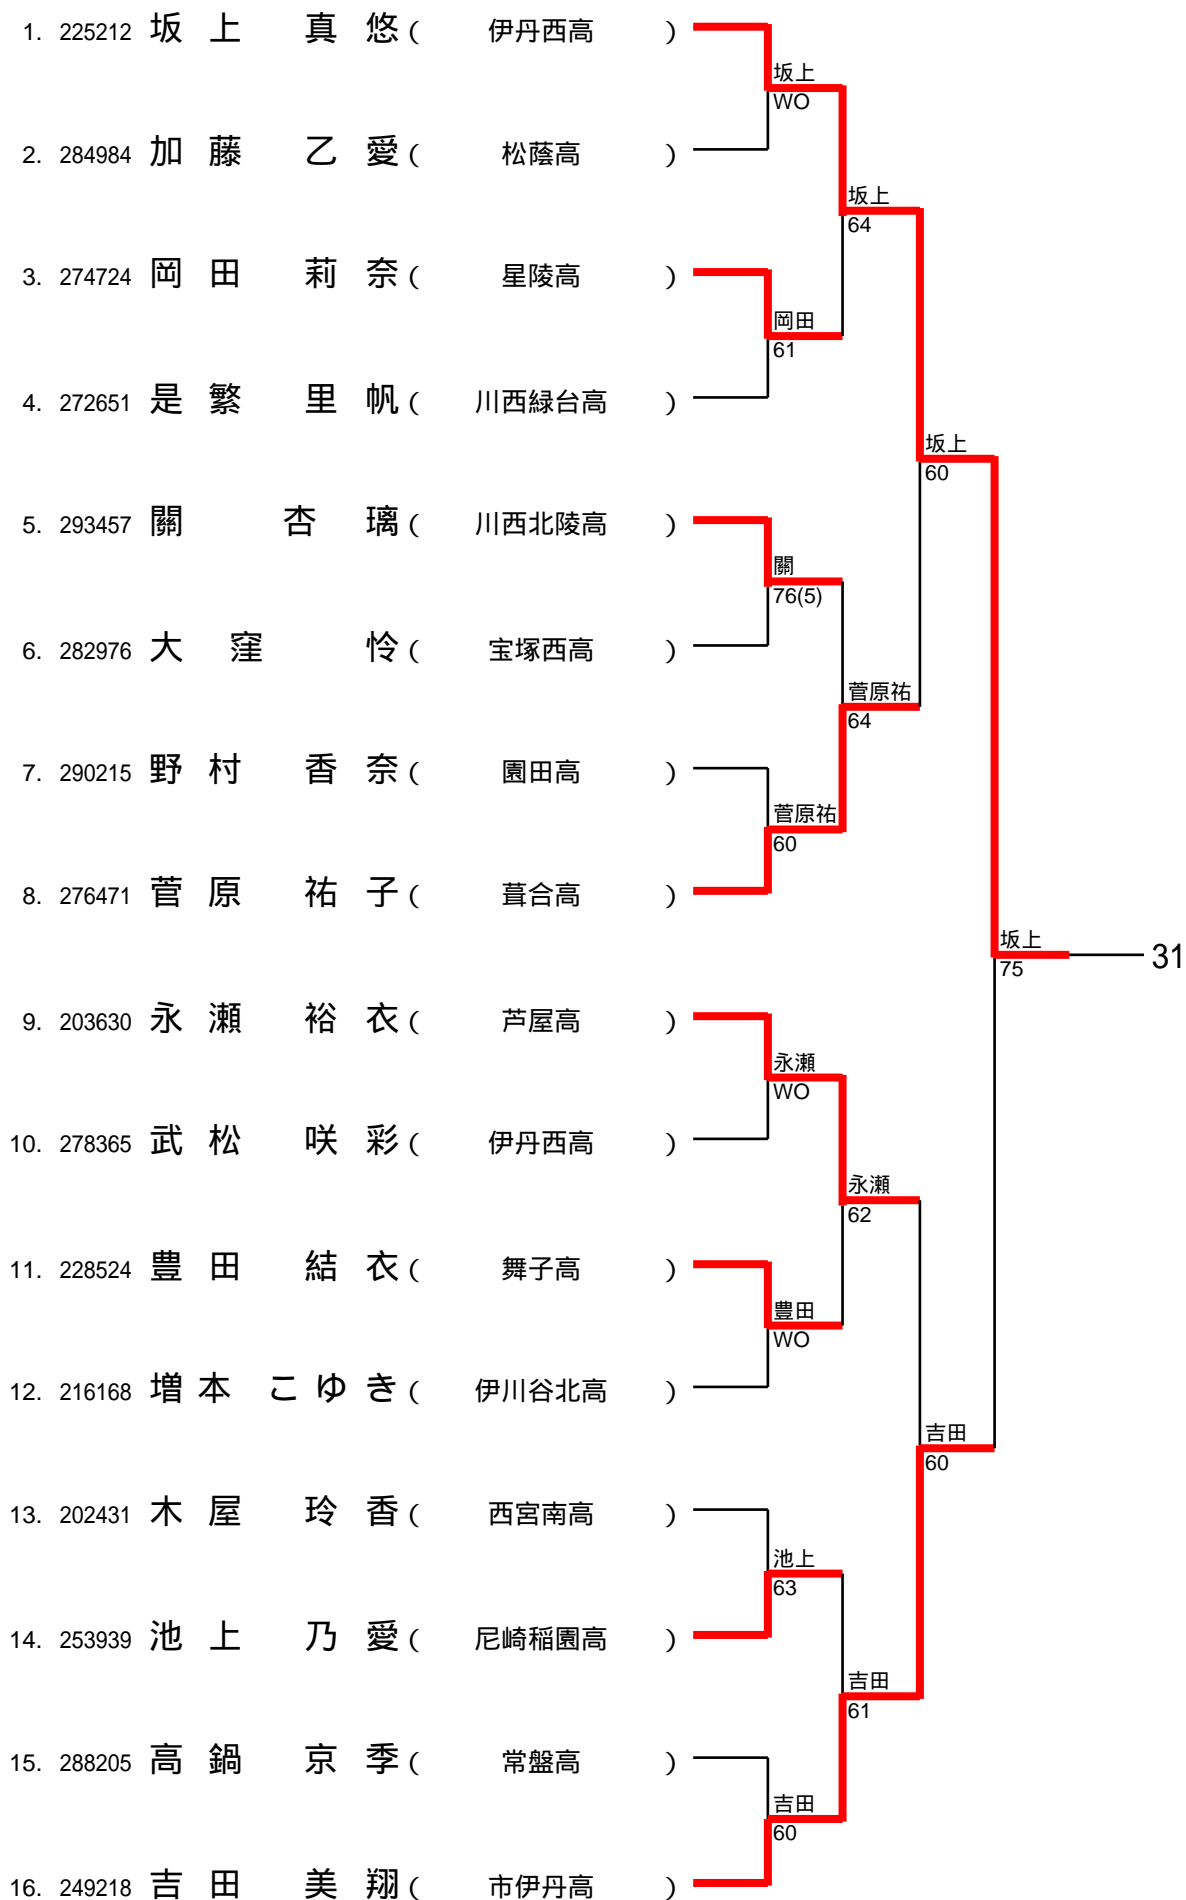 1. 225212 坂上 真悠 ( 伊丹西高 )
坂上
WO
2. 284984 加藤 乙愛 ( 松蔭高 )
坂上
64
3. 274724 岡田 莉奈 ( 星陵高 )
岡田
61
4. 272651 是繁 里帆 ( 川西緑台高 )
坂上
60
5. 293457 關 杏璃 ( 川西北陵高 )
關
76(5)
6. 282976 大窪 怜 ( 宝塚西高 )
菅原祐
64
7. 290215 野村 香奈 ( 園田高 )
菅原祐
60
8. 276471 菅原 祐子 ( 葺合高 )
坂上
75
31
9. 203630 永瀬 裕衣 ( 芦屋高 )
永瀬
WO
10. 278365 武松 咲彩 ( 伊丹西高 )
永瀬
62
11. 228524 豊田 結衣 ( 舞子高 )
豊田
WO
12. 216168 増本 こゆき ( 伊川谷北高 )
吉田
60
13. 202431 木屋 玲香 ( 西宮南高 )
池上
63
14. 253939 池上 乃愛 ( 尼崎稲園高 )
吉田
61
15. 288205 高鍋 京季 ( 常盤高 )
吉田
60
16. 249218 吉田 美翔 ( 市伊丹高 )